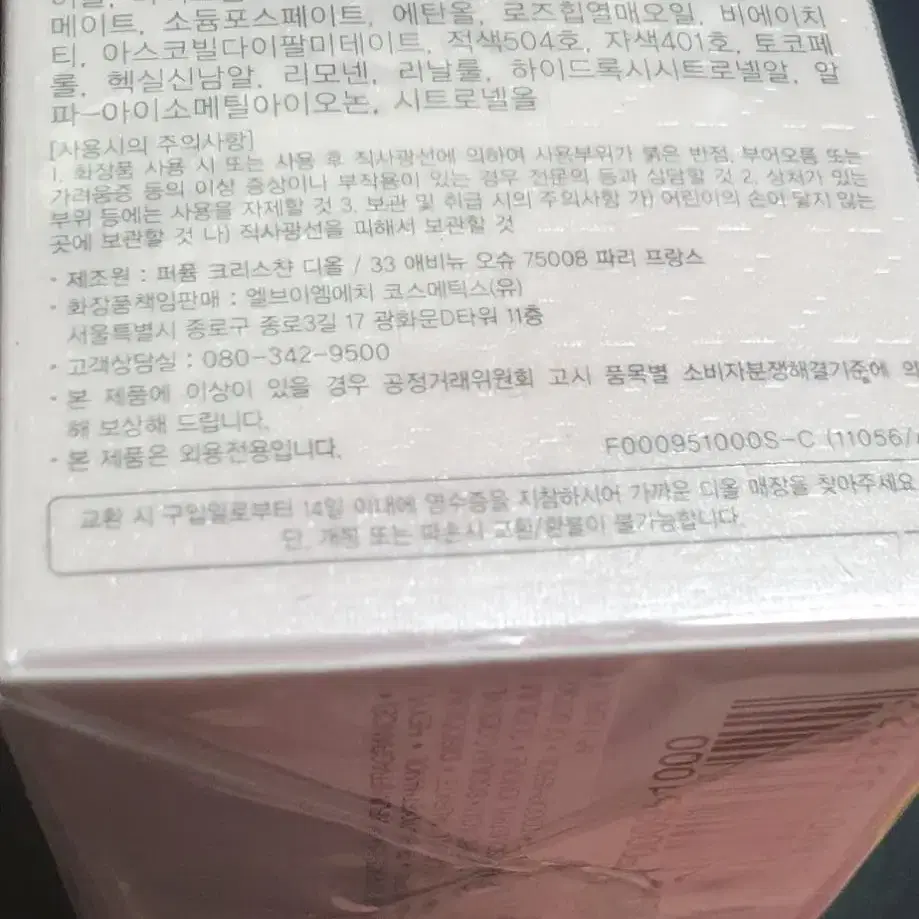 메이트, 소듐포스페이트, 에탄올, 로즈힙열매오일, 비에이치
티, 아스코빌다이팔미데이트, 적색504호, 자색401호, 토코페
롤, 헥실신남알, 리모넨, 리날룰, 하이드록시시트로넬알, 알
파-아이소메틸아이오논, 시트로넬올
[사용시의 주의사항]
1. 화장품 사용 시 또는 사용 후 직사광선에 의하여 사용부위가 붉은 반점, 부어오름 또는
가려움증 등의 이상 증상이나 부작용이 있는 경우 전문의 등과 상담할 것 2. 상처가 있는
부위 등에는 사용을 자제할 것 3. 보관 및 취급 시의 주의사항 가) 어린이의 손이 닿지 않는
곳에 보관할 것 나) 직사광선을 피해서 보관할 것
· 제조원 : 퍼퓸 크리스챤 디올 / 33 애비뉴 오슈 75008 파리 프랑스
· 화장품책임판매 : 엘브이엠에치 코스메틱스(유)
서울특별시 종로구 종로3길 17 광화문D타워 11층
· 고객상담실 : 080-342-9500
· 본 제품에 이상이 있을 경우 공정거래위원회 고시 품목별 소비자분쟁해결기준에 의
해 보상해 드립니다.
· 본 제품은 외용전용입니다.
F000951000S-C (11056/
교환 시 구입일로부터 14일 이내에 영수증을 지참하시어 가까운 디올 매장을 찾아주세요
단, 개봉 또는 파손시 교환/환불이 불가능합니다.